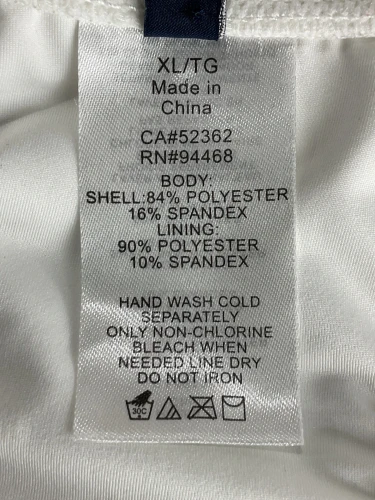 XL/TG
Made in
China
CA#52362
RN#94468
BODY:
SHELL:84% POLYESTER
16% SPANDEX
LINING:
90% POLYESTER
10% SPANDEX
HAND WASH COLD
SEPARATELY
ONLY NON-CHLORINE
BLEACH WHEN
NEEDED LINE DRY
DO NOT IRON
30C